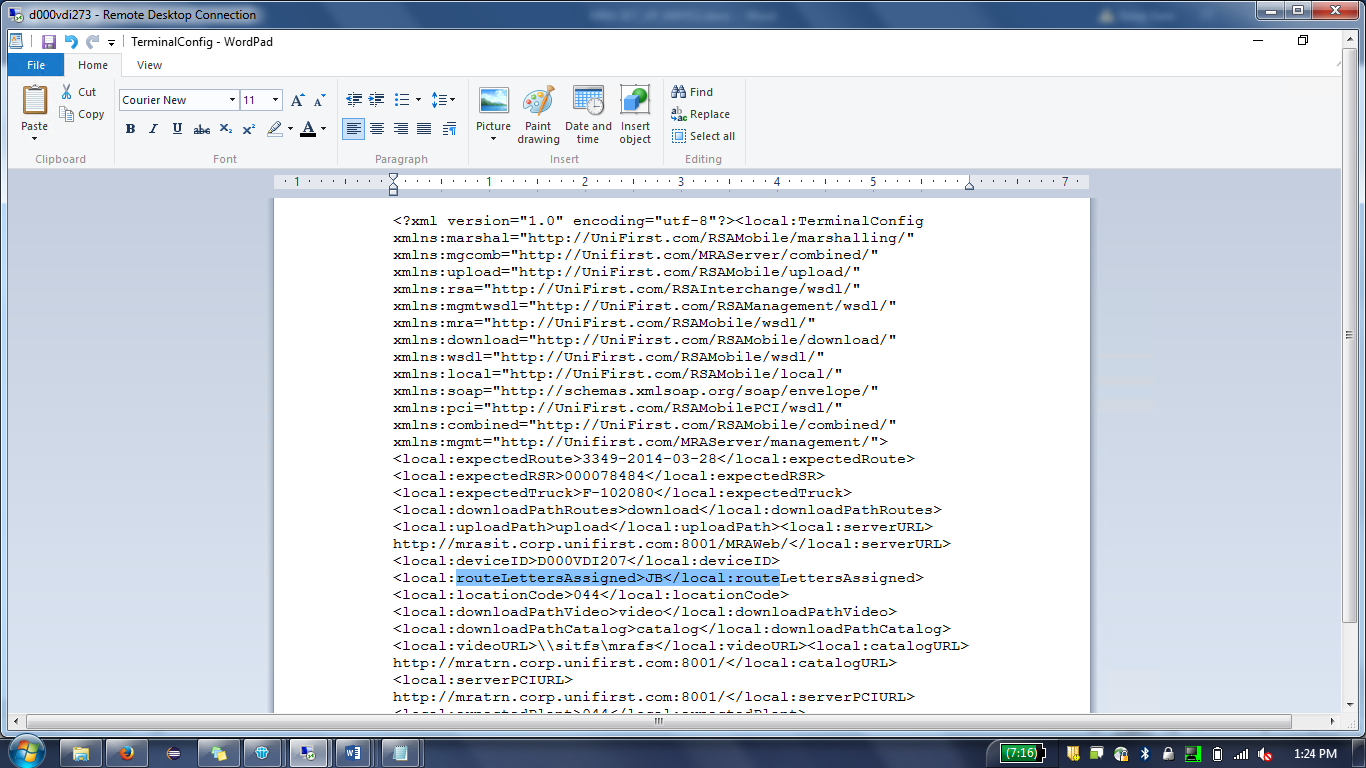 d000vdi273 - Remote Desktop Connection
TerminalConfig - WordPad
File Home View
Paste
Cut
Copy
Clipboard
Courier New 11
Font
Paragraph
Picture
Paint drawing
Date and time
Insert object
Insert
Find
Replace
Select all
Editing
1 1 2 3 4 5 7
<?xml version="1.0" encoding="utf-8"?><local:TerminalConfig
xmlns:marshal="http://UniFirst.com/RSAMobile/marshalling/"
xmlns:mgcomb="http://Unifirst.com/MRAServer/combined/"
xmlns:upload="http://Unifirst.com/RSAMobile/upload/"
xmlns:rsa="http://UniFirst.com/RSAInterchange/wsdl/"
xmlns:mgmtwsdl="http://UniFirst.com/RSAManagement/wsdl/"
xmlns:mra="http://UniFirst.com/RSAMobile/wsdl/"
xmlns:download="http://UniFirst.com/RSAMobile/download/"
xmlns:wsdl="http://UniFirst.com/RSAMobile/wsdl/"
xmlns:local="http://UniFirst.com/RSAMobile/local/"
xmlns:soap="http://schemas.xmlsoap.org/soap/envelope/"
xmlns:pci="http://UniFirst.com/RSAMobilePCI/wsdl/"
xmlns:combined="http://UniFirst.com/RSAMobile/combined/"
xmlns:mgmt="http://Unifirst.com/MRAServer/management/">
<local:expectedRoute>3349-2014-03-28</local:expectedRoute>
<local:expectedRSR>000078484</local:expectedRSR>
<local:expectedTruck>F-102080</local:expectedTruck>
<local:downloadPathRoutes>download</local:downloadPathRoutes>
<local:uploadPath>upload</local:uploadPath><local:serverURL>
http://mrasit.corp.unifirst.com:8001/MRAWeb/</local:serverURL>
<local:deviceID>D000VDI207</local:deviceID>
<local:routeLettersAssigned>JB</local:routeLettersAssigned>
<local:locationCode>044</local:locationCode>
<local:downloadPathVideo>video</local:downloadPathVideo>
<local:downloadPathCatalog>catalog</local:downloadPathCatalog>
<local:videoURL>\\sitfs\mrafs</local:videoURL><local:catalogURL>
http://mratrn.corp.unifirst.com:8001/</local:catalogURL>
<local:serverPCIURL>
http://mratrn.corp.unifirst.com:8001/</local:serverPCIURL>
<local:expectedPlant>044</local:expectedPlant>
(7:16)
1:24 PM